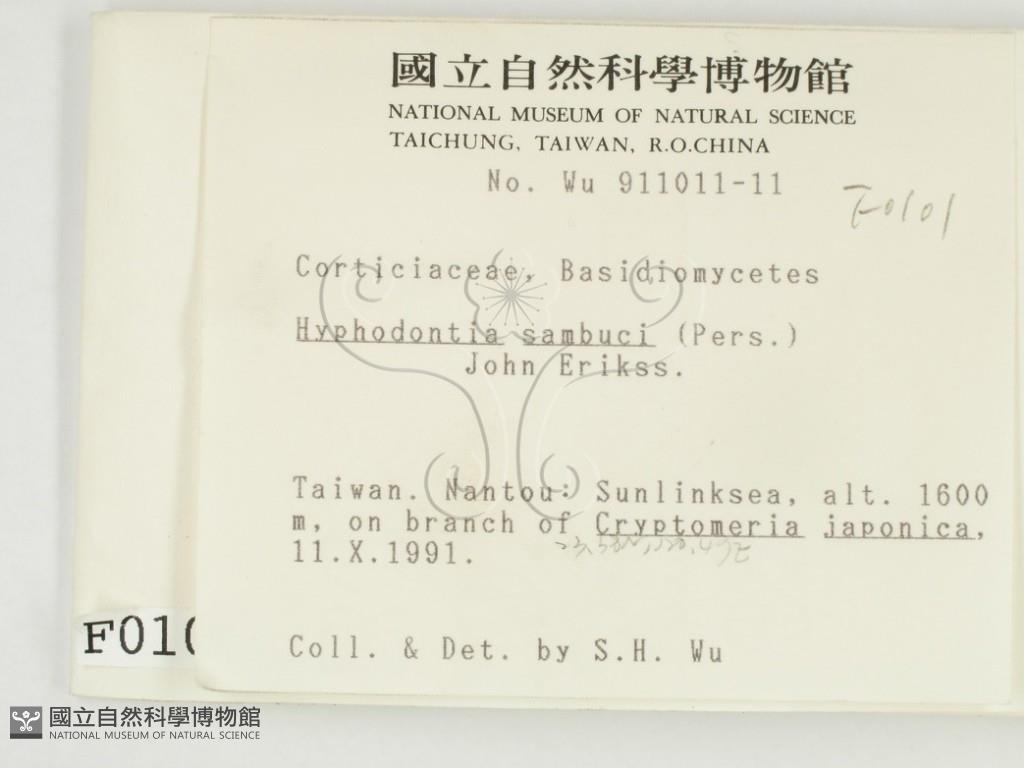 國立自然科學博物館
NATIONAL MUSEUM OF NATURAL SCIENCE
TAICHUNG, TAIWAN, R.O.CHINA
No. Wu 911011-11
F0101
Corticiaceae, Basidiomycetes
Hyphodontia sambuci (Pers.)
John Erikss.
Taiwan. Nantou: Sunlinksea, alt. 1600
m, on branch of Cryptomeria japonica,
11.X.1991.
Coll. & Det. by S.H. Wu
F010
國立自然科學博物館
NATIONAL MUSEUM OF NATURAL SCIENCE